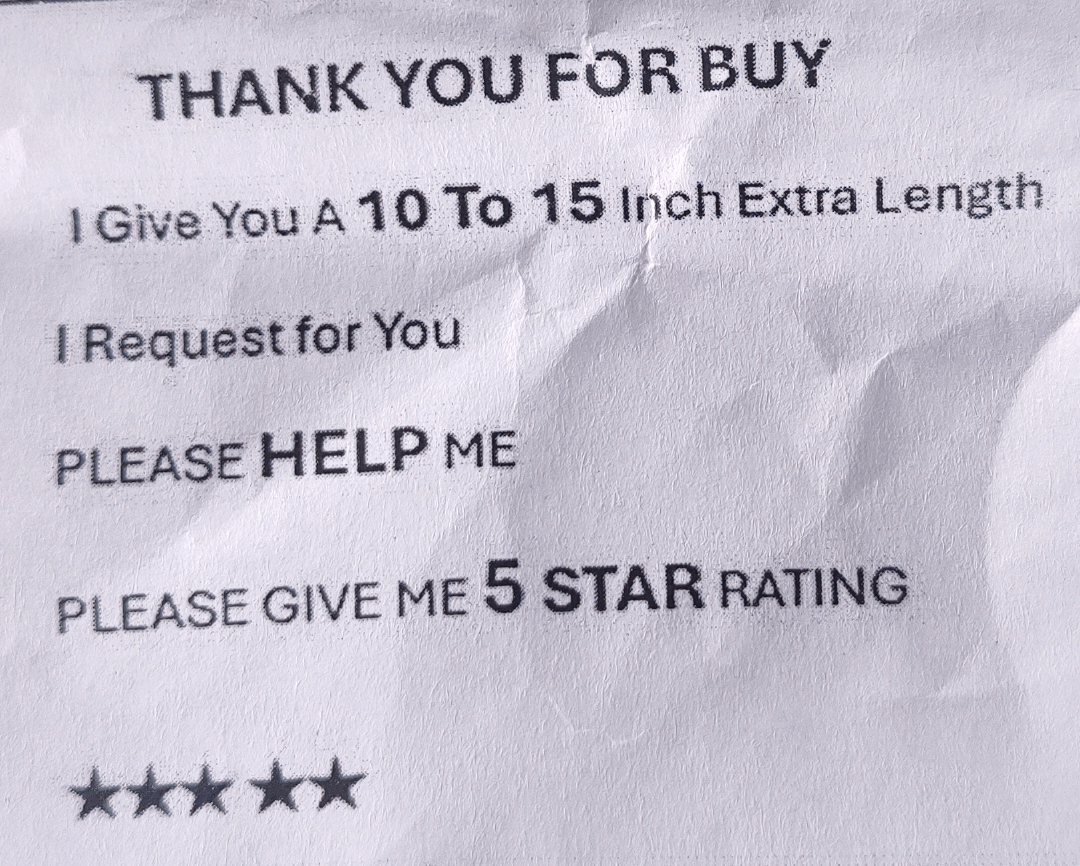 THANK YOU FOR BUY
I Give You A 10 To 15 Inch Extra Length
I Request for You
PLEASE HELP ME
PLEASE GIVE ME 5 STAR RATING
★★★★★